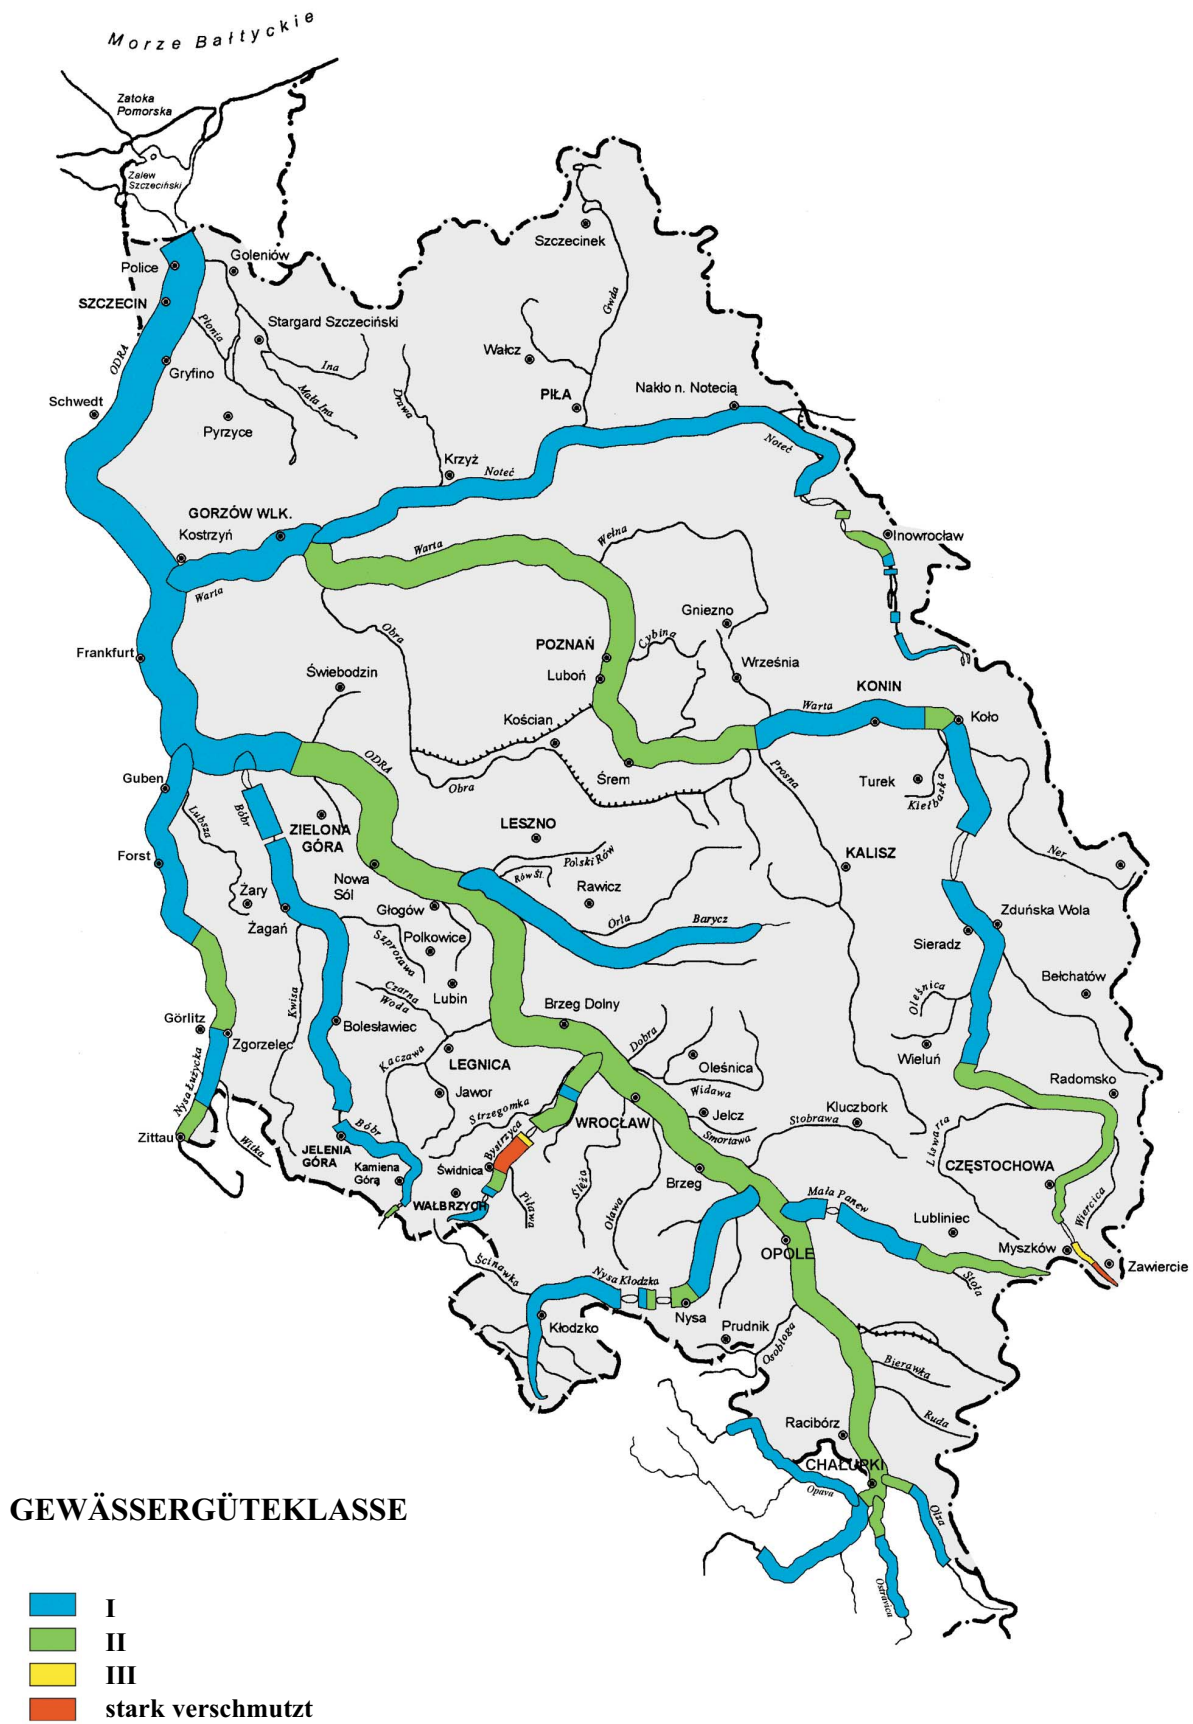 Morze Bałtyckie
Zatoka
Pomorska
Zalew
Szczeciński
Szczecinek
Goleniów
Police
SZCZECIN
Płonia
Stargard Szczeciński
Gwda
Ina
Wałcz
ODRA
Gryfino
Mała Ina
Drawa
PIŁA
Nakło n. Notecią
Schwedt
Pyrzyce
Noteć
Krzyż
Noteć
GORZÓW WLK.
Kostrzyń
Inowrocław
Warta
Wełna
Warta
Gniezno
Obra
Cybina
POZNAŃ
Frankfurt
Luboń
Września
Świebodzin
KONIN
Warta
Kościan
Koło
ODRA
Śrem
Prosna
Guben
Obra
Turek
Kiełbaska
Lubsza
Bóbr
ZIELONA
GÓRA
LESZNO
Polski Rów
Ner
Forst
KALISZ
Nowa
Sól
Rów Śl.
Rawicz
Żary
Głogów
Zduńska Wola
Żagań
Orla
Barycz
Polkowice
Szprotawa
Sieradz
Bełchatów
Kwisa
Czarna
Woda
Lubin
Oleśnica
Brzeg Dolny
Görlitz
Bolesławiec
Zgorzelec
Dobra
Kaczawa
LEGNICA
Oleśnica
Wieluń
Nysa Łużycka
Jawor
Widawa
Radomsko
Strzegomka
Jelcz
Kluczbork
WROCŁAW
Stobrawa
Zittau
Witka
Bóbr
Bystrzyca
Smortawa
Liswarta
JELENIA
GÓRA
Kamienna
Góra
Świdnica
CZĘSTOCHOWA
Brzeg
Ślęża
WAŁBRZYCH
Piława
Oława
Mała Panew
Wiercica
Lubliniec
OPOLE
Myszków
Ścinawka
Nysa Kłodzka
Stoła
Zawiercie
Nysa
Kłodzko
Prudnik
Osobłoga
Bierawka
Ruda
Racibórz
CHAŁUPKI
Opava
Olza
Ostravica
GEWÄSSERGÜTEKLASSE
I
II
III
stark verschmutzt